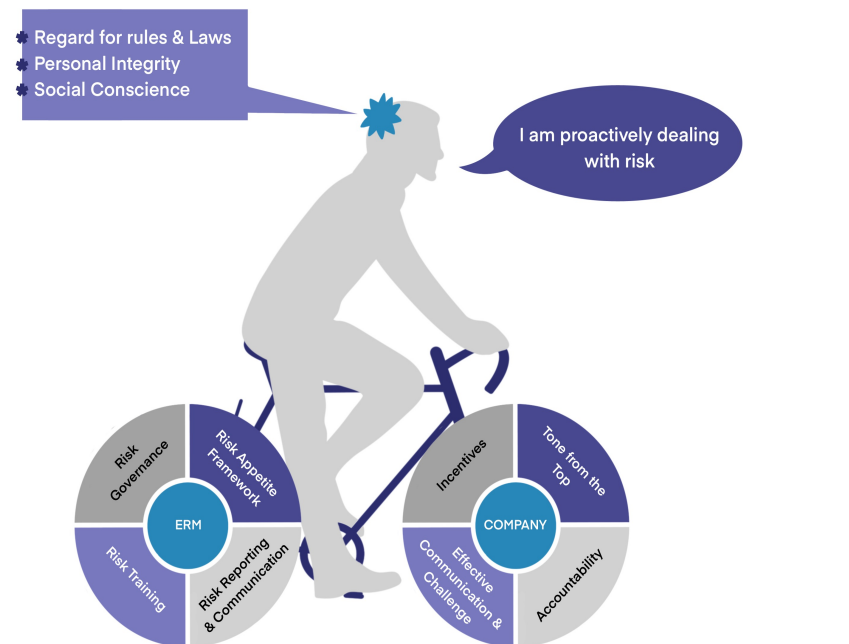 Regard for rules & Laws
Personal Integrity
Social Conscience
I am proactively dealing
with risk
Risk
Governance
Risk Appetite
Framework
ERM
Risk Training
Risk Reporting
& Communication
Incentives
Tone from the
Top
COMPANY
Effective
Communication &
Challenge
Accountability